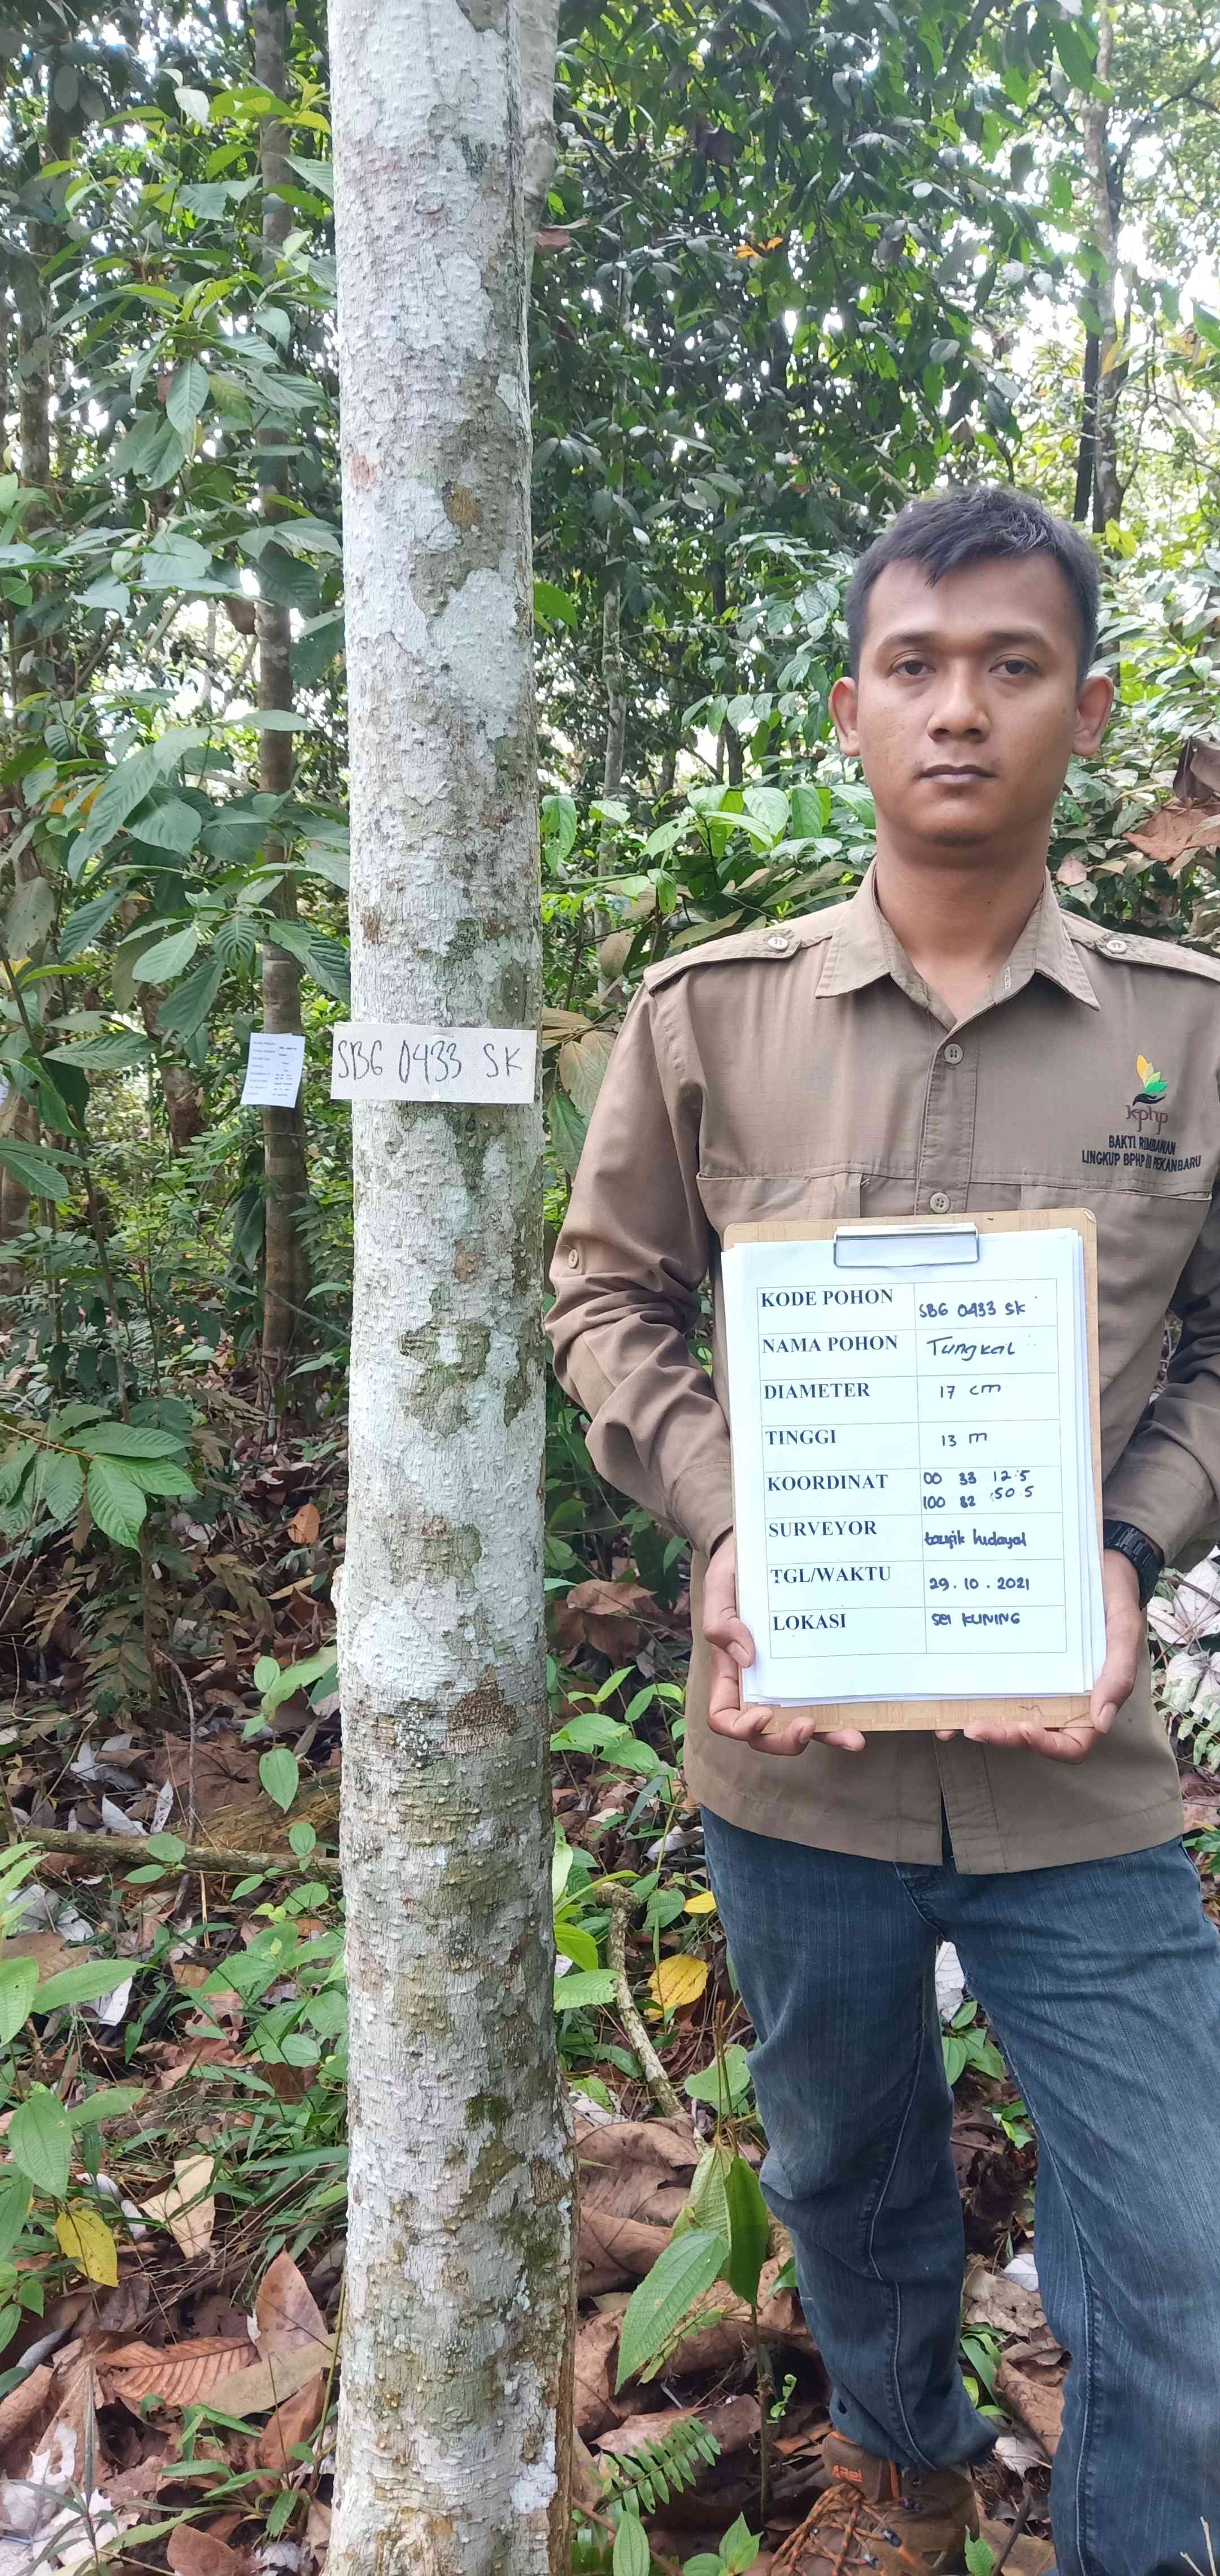 SBG 0433 SK
kphp
BAKTI RIMBAWAN
LINGKUP BPHP III PEKANBARU
KODE POHON SBG 0433 SK
NAMA POHON Tungkal
DIAMETER 17 cm
TINGGI 13 m
KOORDINAT 00 33 12.5
100 82 50.5
SURVEYOR taufik hidayat
TGL/WAKTU 29.10.2021
LOKASI sei KUNING